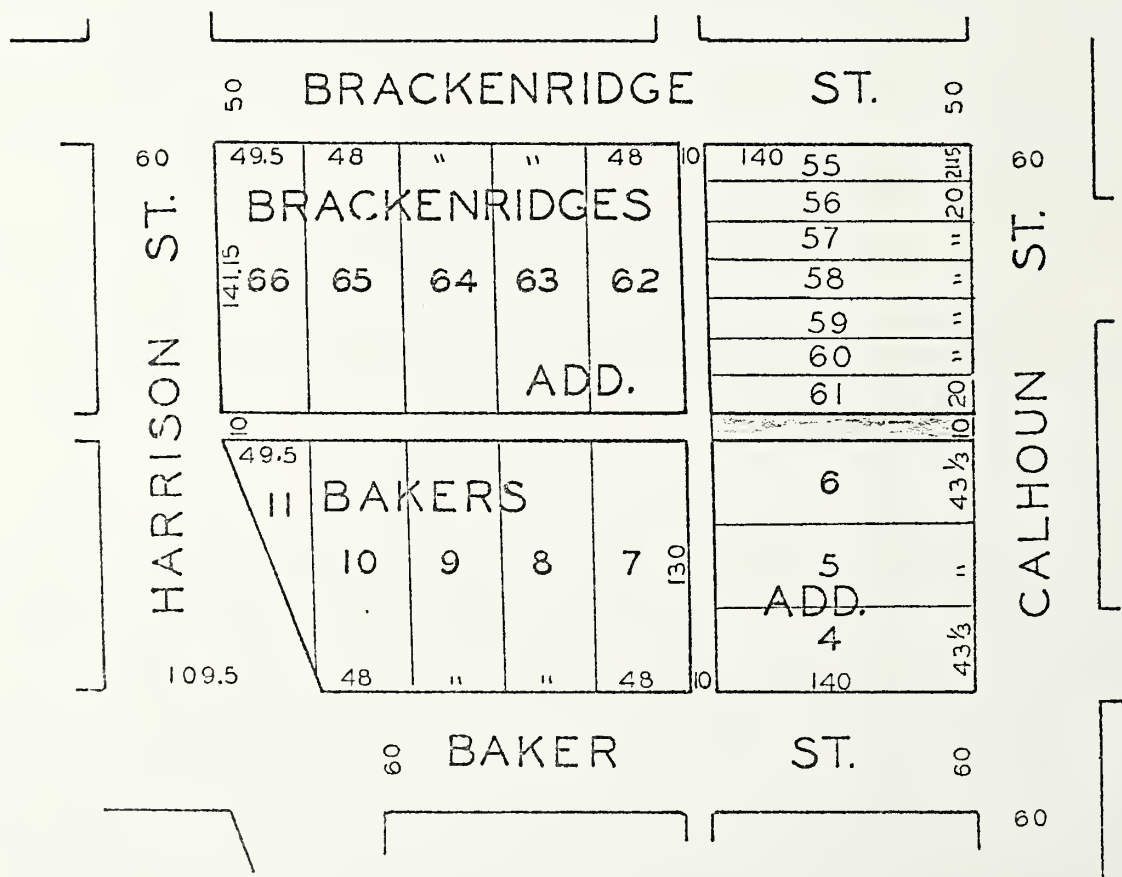 50 BRACKENRIDGE ST. 50
60 49.5 48 " " 48 10 140 55 21.15 60
BRACKENRIDGES 56 20
57 "
141.15 66 65 64 63 62 58 "
59 "
60 "
ADD. 61 20
HARRISON ST.
CALHOUN ST.
10 10
49.5 6 43⅓
11 BAKERS
10 9 8 7 130 5 "
ADD.
4 43⅓
109.5 48 " " 48 10 140
60 BAKER ST. 60
60